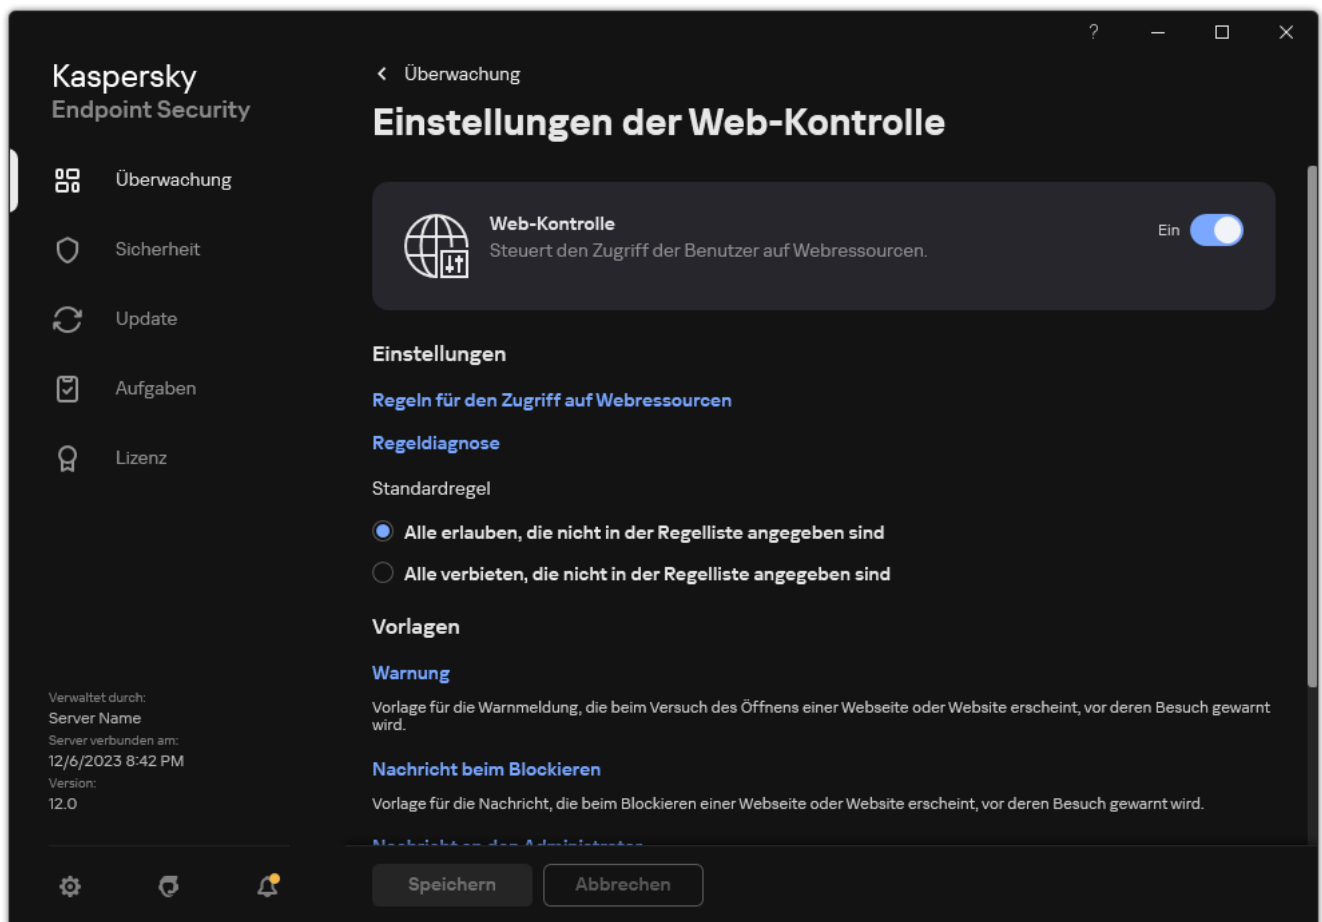 ?
Kaspersky
Endpoint Security
Überwachung
Sicherheit
Update
Aufgaben
Lizenz
Verwaltet durch:
Server Name
Server verbunden am:
12/6/2023 8:42 PM
Version:
12.0
Überwachung
Einstellungen der Web-Kontrolle
Web-Kontrolle
Steuert den Zugriff der Benutzer auf Webressourcen.
Ein
Einstellungen
Regeln für den Zugriff auf Webressourcen
Regeldiagnose
Standardregel
Alle erlauben, die nicht in der Regelliste angegeben sind
Alle verbieten, die nicht in der Regelliste angegeben sind
Vorlagen
Warnung
Vorlage für die Warnmeldung, die beim Versuch des Öffnens einer Webseite oder Website erscheint, vor deren Besuch gewarnt
wird.
Nachricht beim Blockieren
Vorlage für die Nachricht, die beim Blockieren einer Webseite oder Website erscheint, vor deren Besuch gewarnt wird.
Nachricht an den Administrator
Speichern
Abbrechen